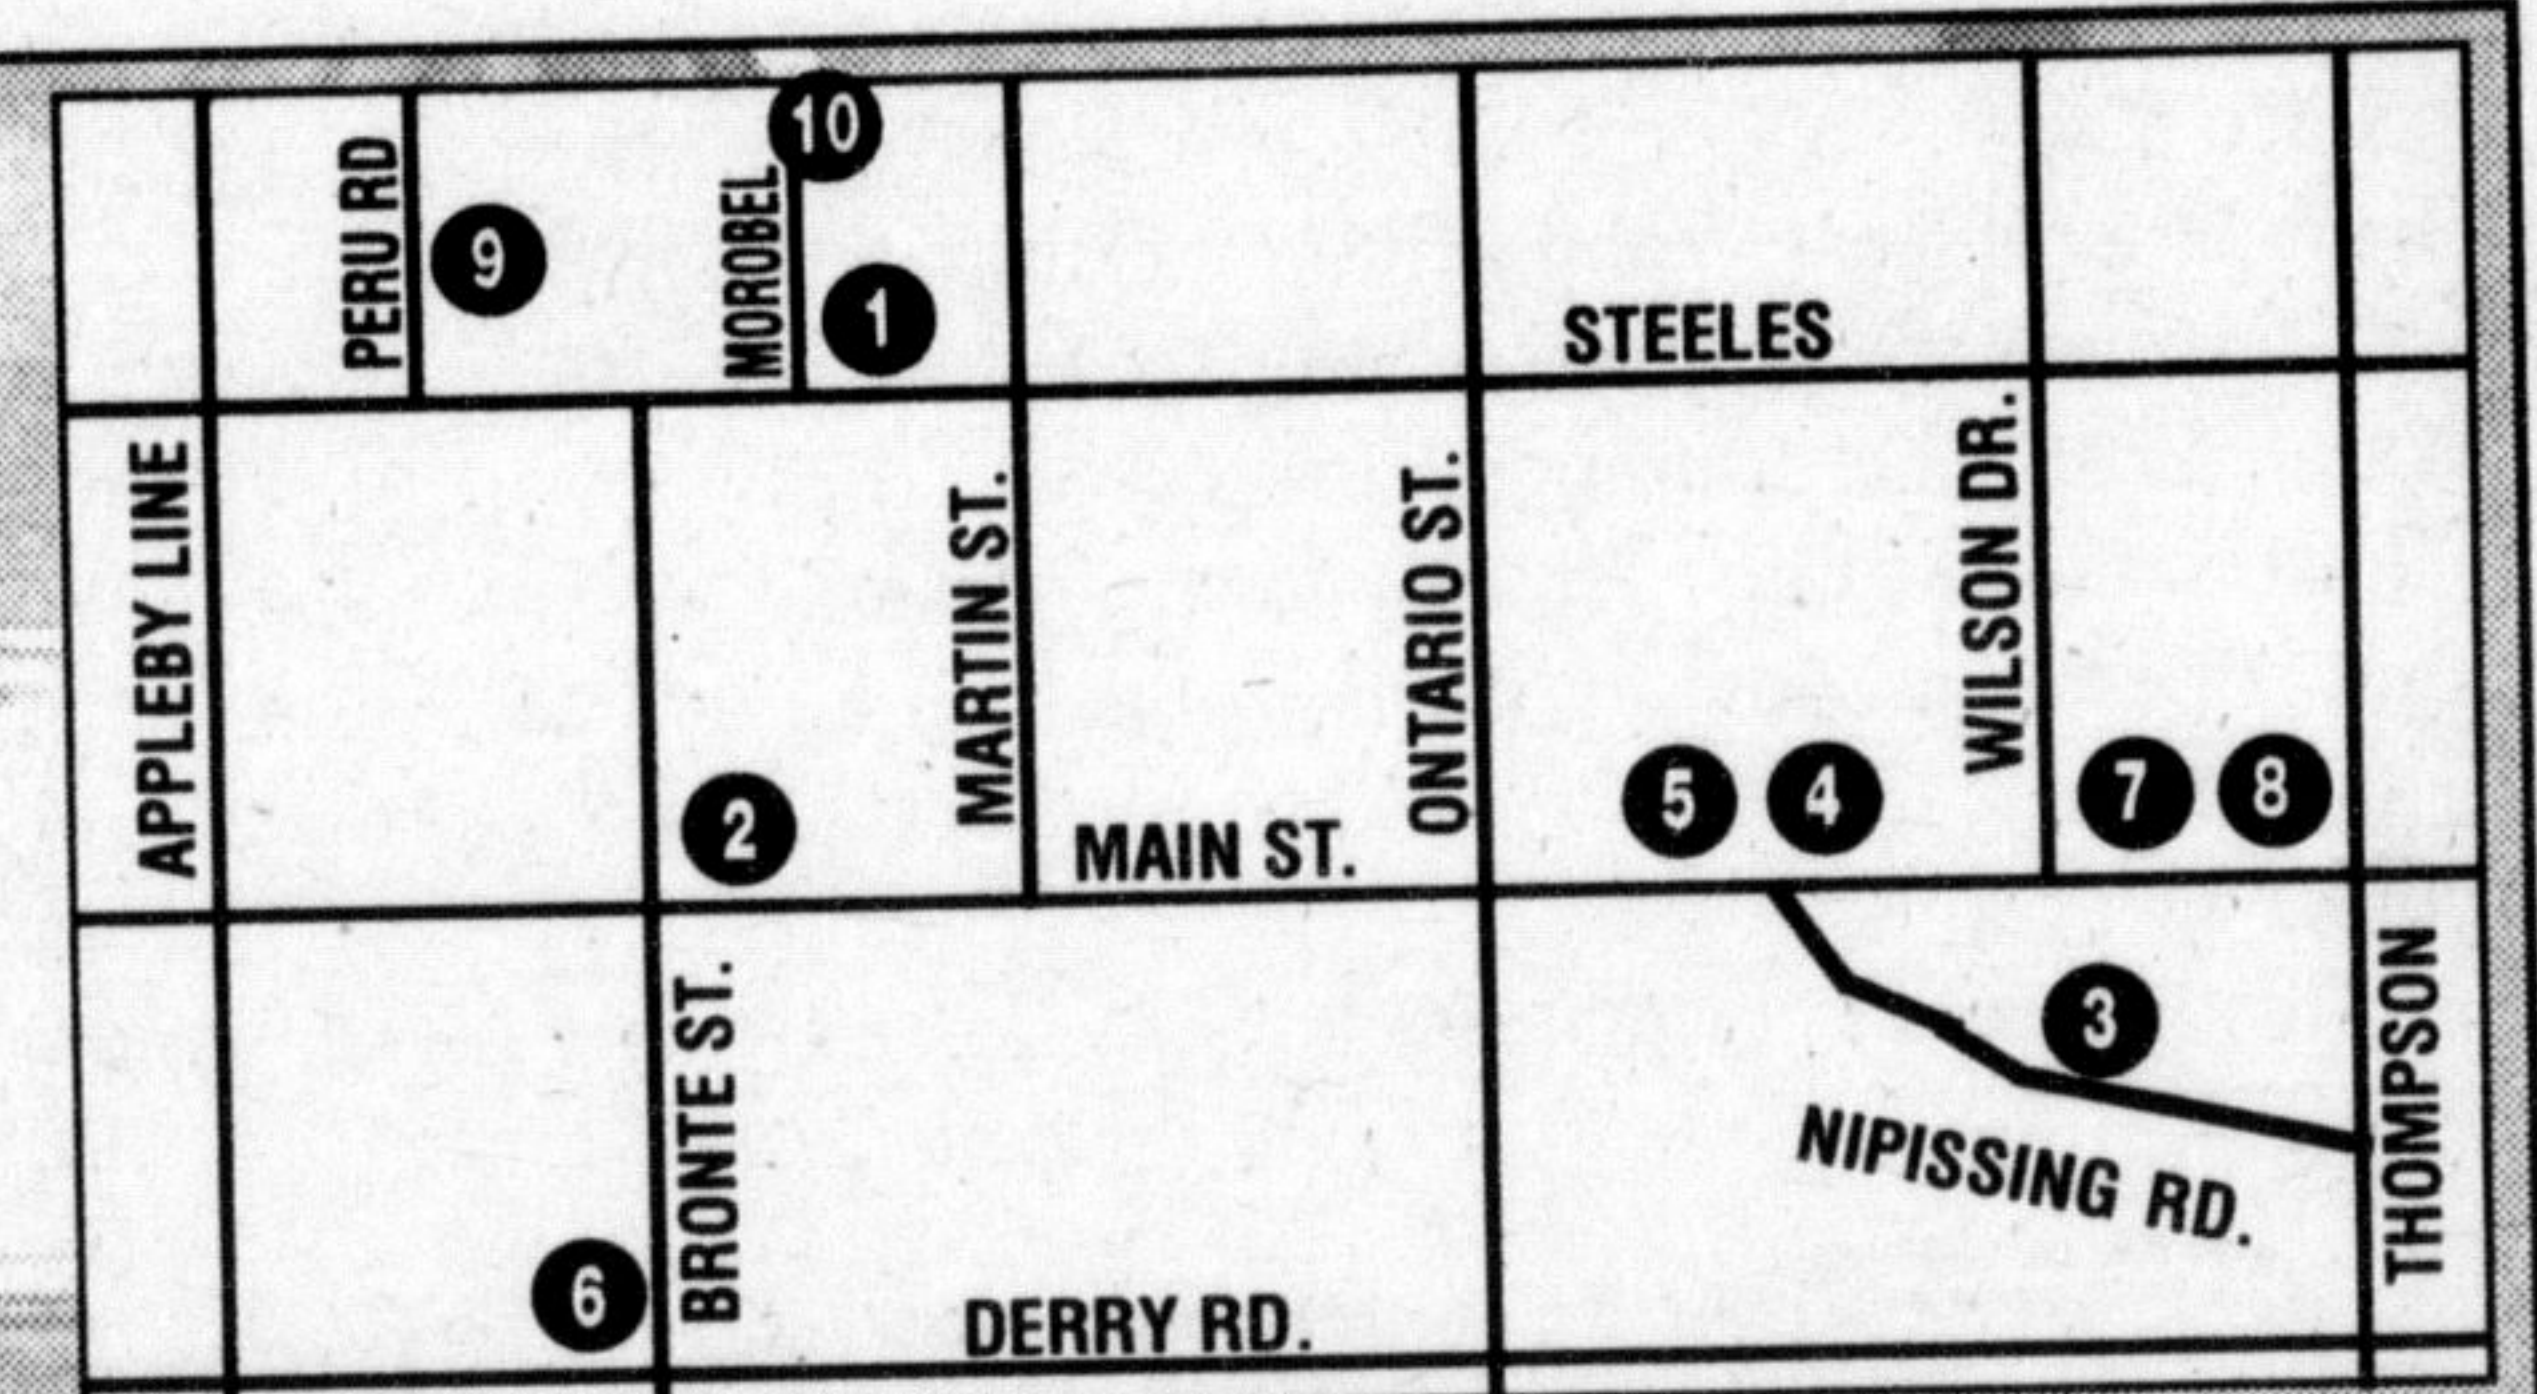 10
PERU RD
9
MOROBEL
1
STEELES
APPLEBY LINE
MARTIN ST.
ONTARIO ST.
WILSON DR.
2
MAIN ST.
5
4
7
8
BRONTE ST.
3
THOMPSON
NIPISSING RD.
6
DERRY RD.